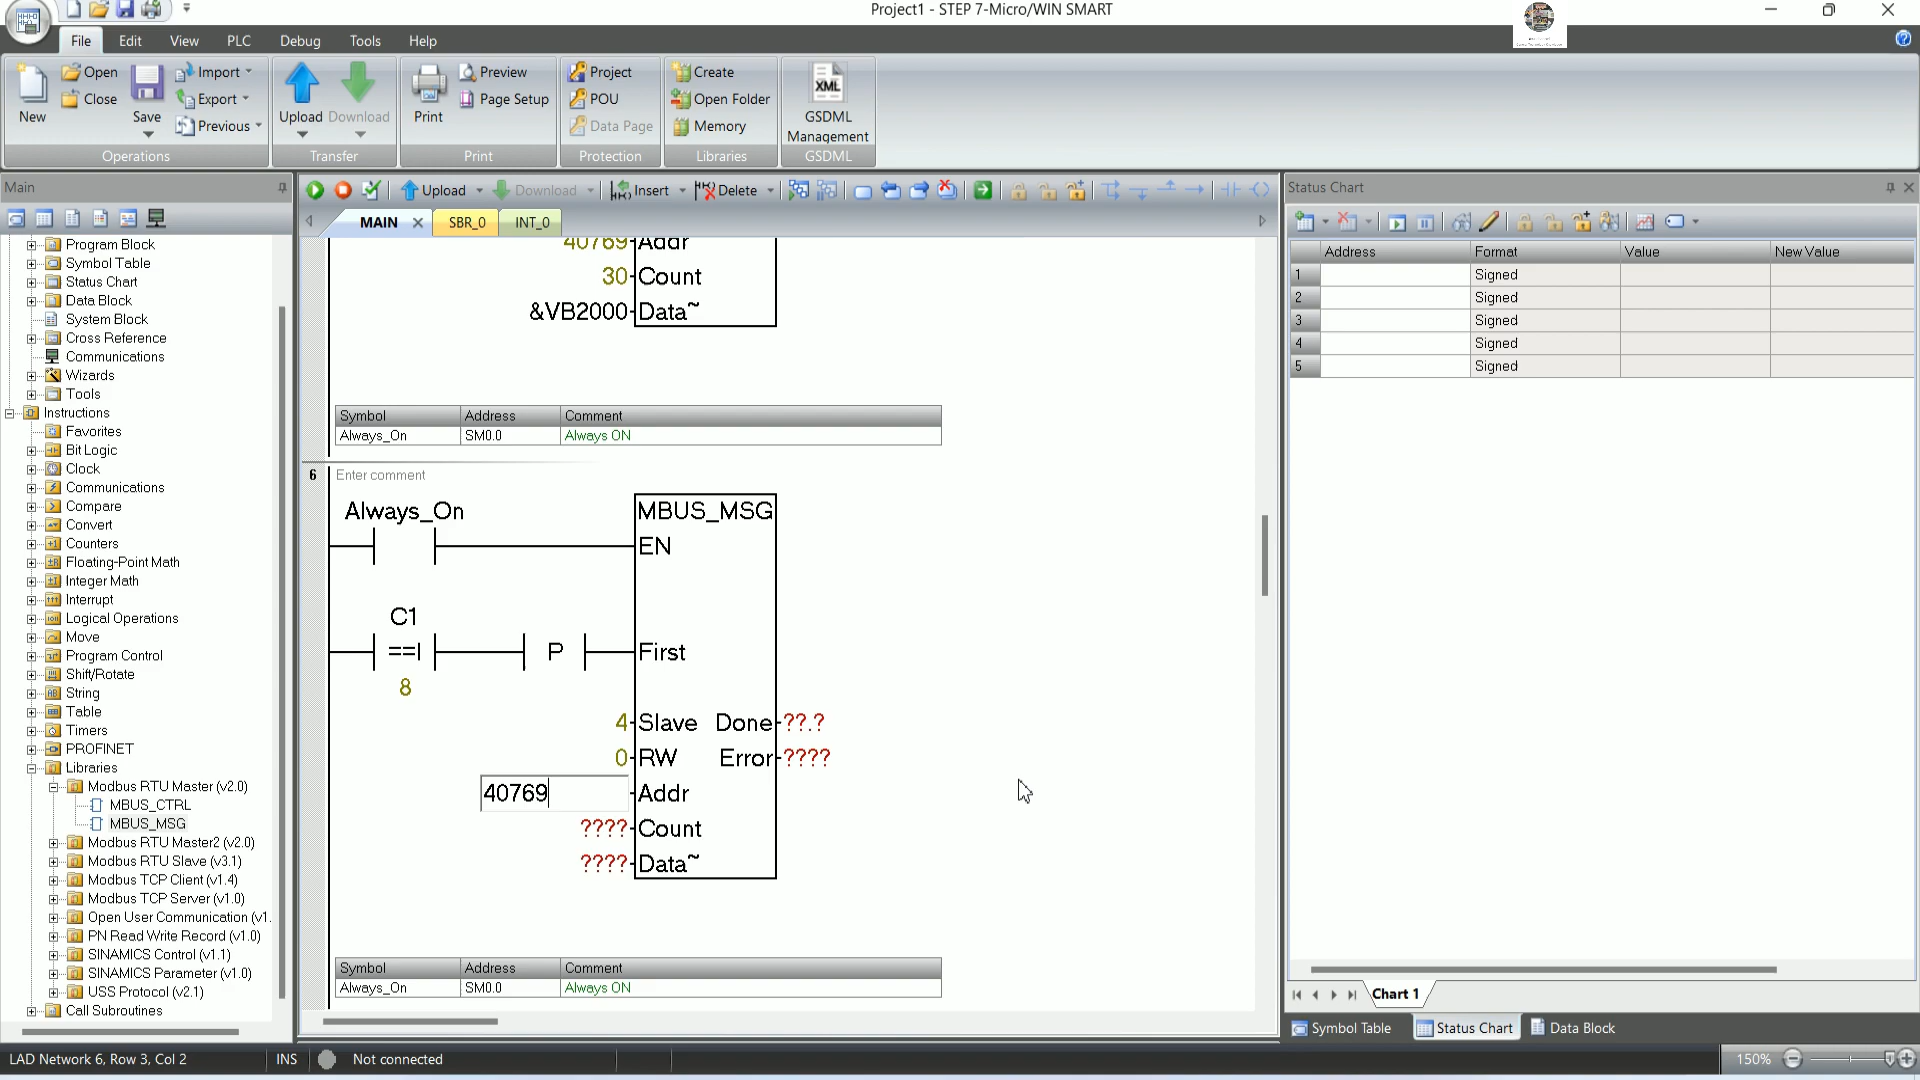 Project1 - STEP 7-Micro/WIN SMART
File Edit View PLC Debug Tools Help
New
Open
Close
Save
Import
Export
Previous
Operations
Upload
Download
Transfer
Print
Preview
Page Setup
Print
Project
POU
Data Page
Protection
Create
Open Folder
Memory
Libraries
XML
GSDML
Management
GSDML
Main
Program Block
Symbol Table
Status Chart
Data Block
System Block
Cross Reference
Communications
Wizards
Tools
Instructions
Favorites
Bit Logic
Clock
Communications
Compare
Convert
Counters
Floating-Point Math
Integer Math
Interrupt
Logical Operations
Move
Program Control
Shift/Rotate
String
Table
Timers
PROFINET
Libraries
Modbus RTU Master (v2.0)
MBUS_CTRL
MBUS_MSG
Modbus RTU Master2 (v2.0)
Modbus RTU Slave (v3.1)
Modbus TCP Client (v1.4)
Modbus TCP Server (v1.0)
Open User Communication (v1.
PN Read Write Record (v1.0)
SINAMICS Control (v1.1)
SINAMICS Parameter (v1.0)
USS Protocol (v2.1)
Call Subroutines
Upload Download Insert Delete
MAIN SBR_0 INT_0
40769 Addr
30 Count
&VB2000 Data~
Symbol Address Comment
Always_On SM0.0 Always ON
6 Enter comment
Always_On MBUS_MSG
EN
C1
==I P First
8
4 Slave Done ??.?
0 RW Error ????
40769 Addr
???? Count
???? Data~
Symbol Address Comment
Always_On SM0.0 Always ON
Status Chart
Address Format Value New Value
1 Signed
2 Signed
3 Signed
4 Signed
5 Signed
Chart 1
Symbol Table Status Chart Data Block
LAD Network 6, Row 3, Col 2 INS Not connected 150%